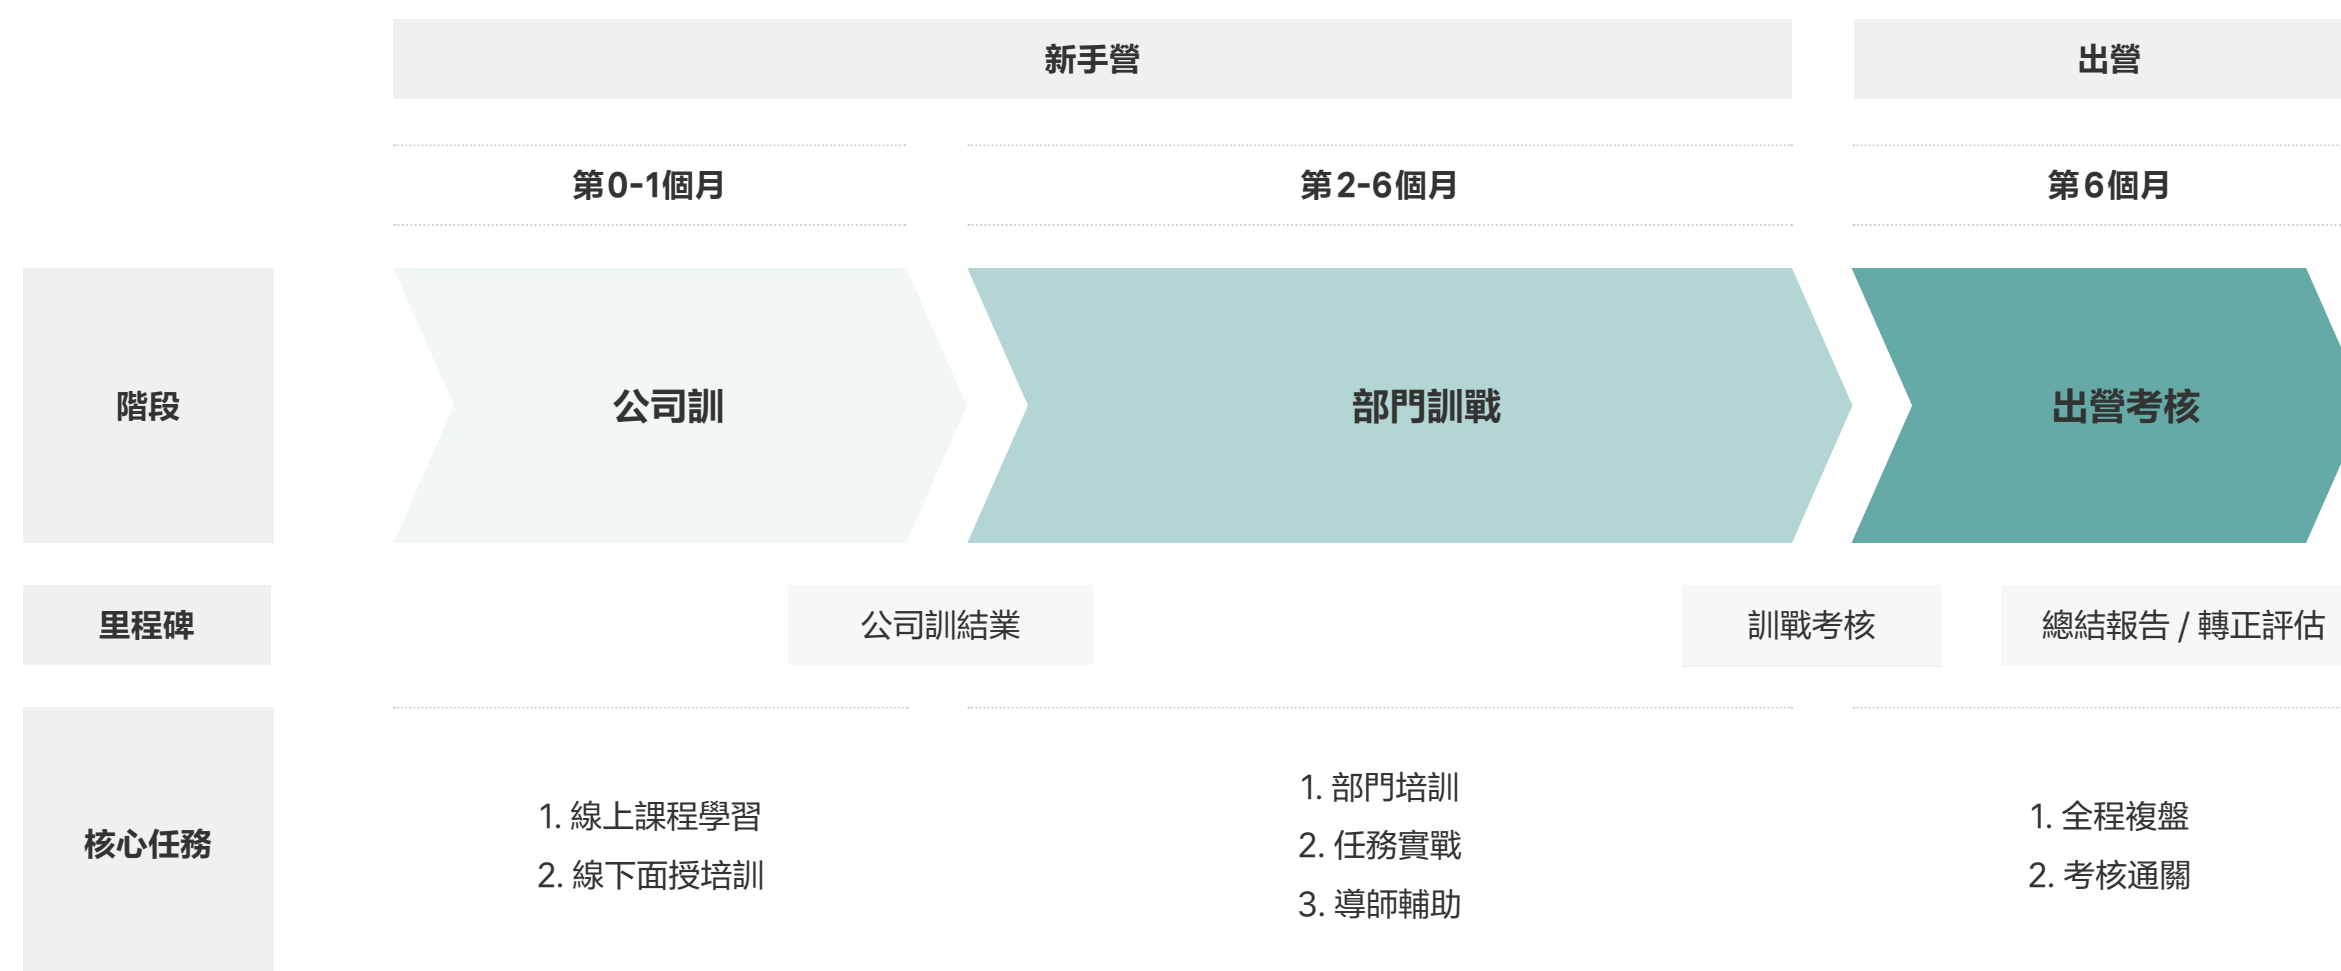 新手營
出營
第0-1個月
第2-6個月
第6個月
階段
公司訓
部門訓戰
出營考核
里程碑
公司訓結業
訓戰考核
總結報告 / 轉正評估
核心任務
1. 線上課程學習
2. 線下面授培訓
1. 部門培訓
2. 任務實戰
3. 導師輔助
1. 全程複盤
2. 考核通關